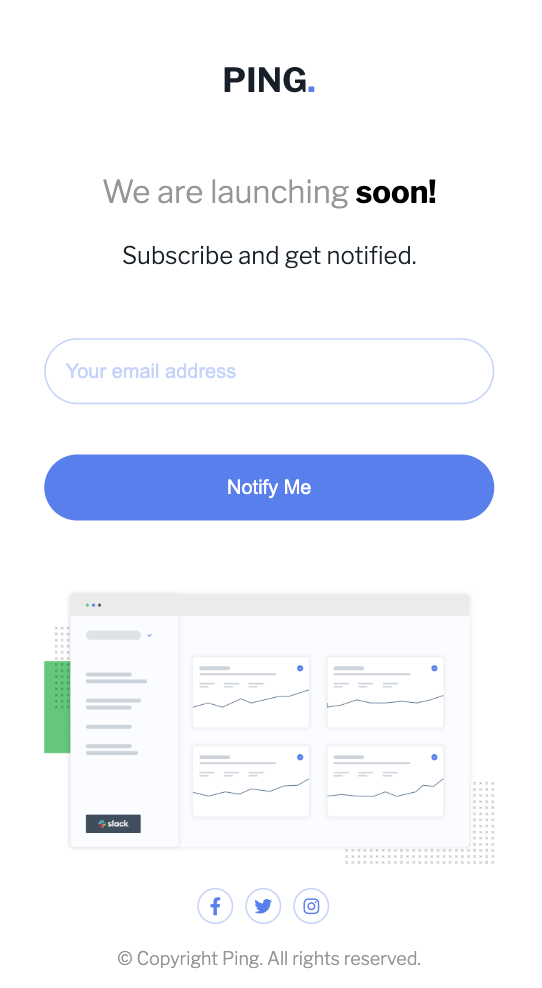 PING.
We are launching soon!
Subscribe and get notified.
Your email address
Notify Me
slack
© Copyright Ping. All rights reserved.